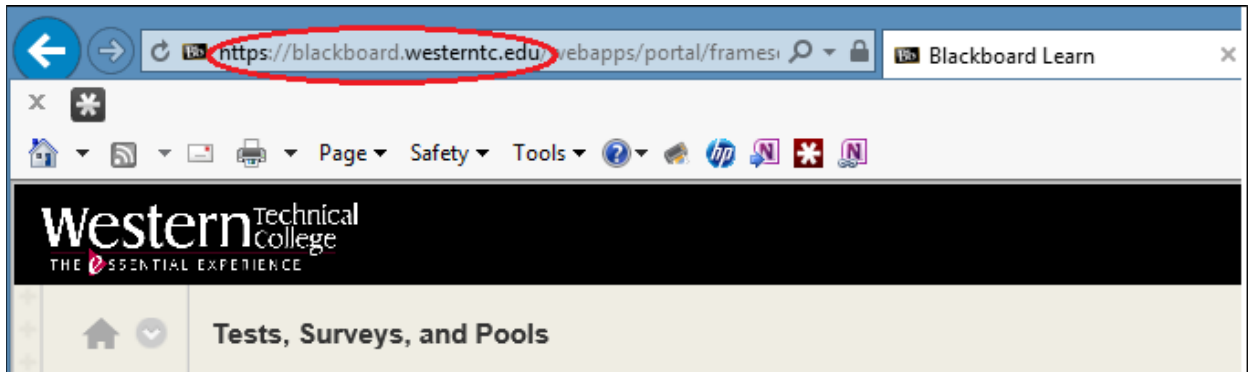 https://blackboard.westerntc.edu/webapps/portal/frames
Blackboard Learn
Page Safety Tools
hp N N
Western Technical College
THE eSSENTIAL EXPERIENCE
Tests, Surveys, and Pools